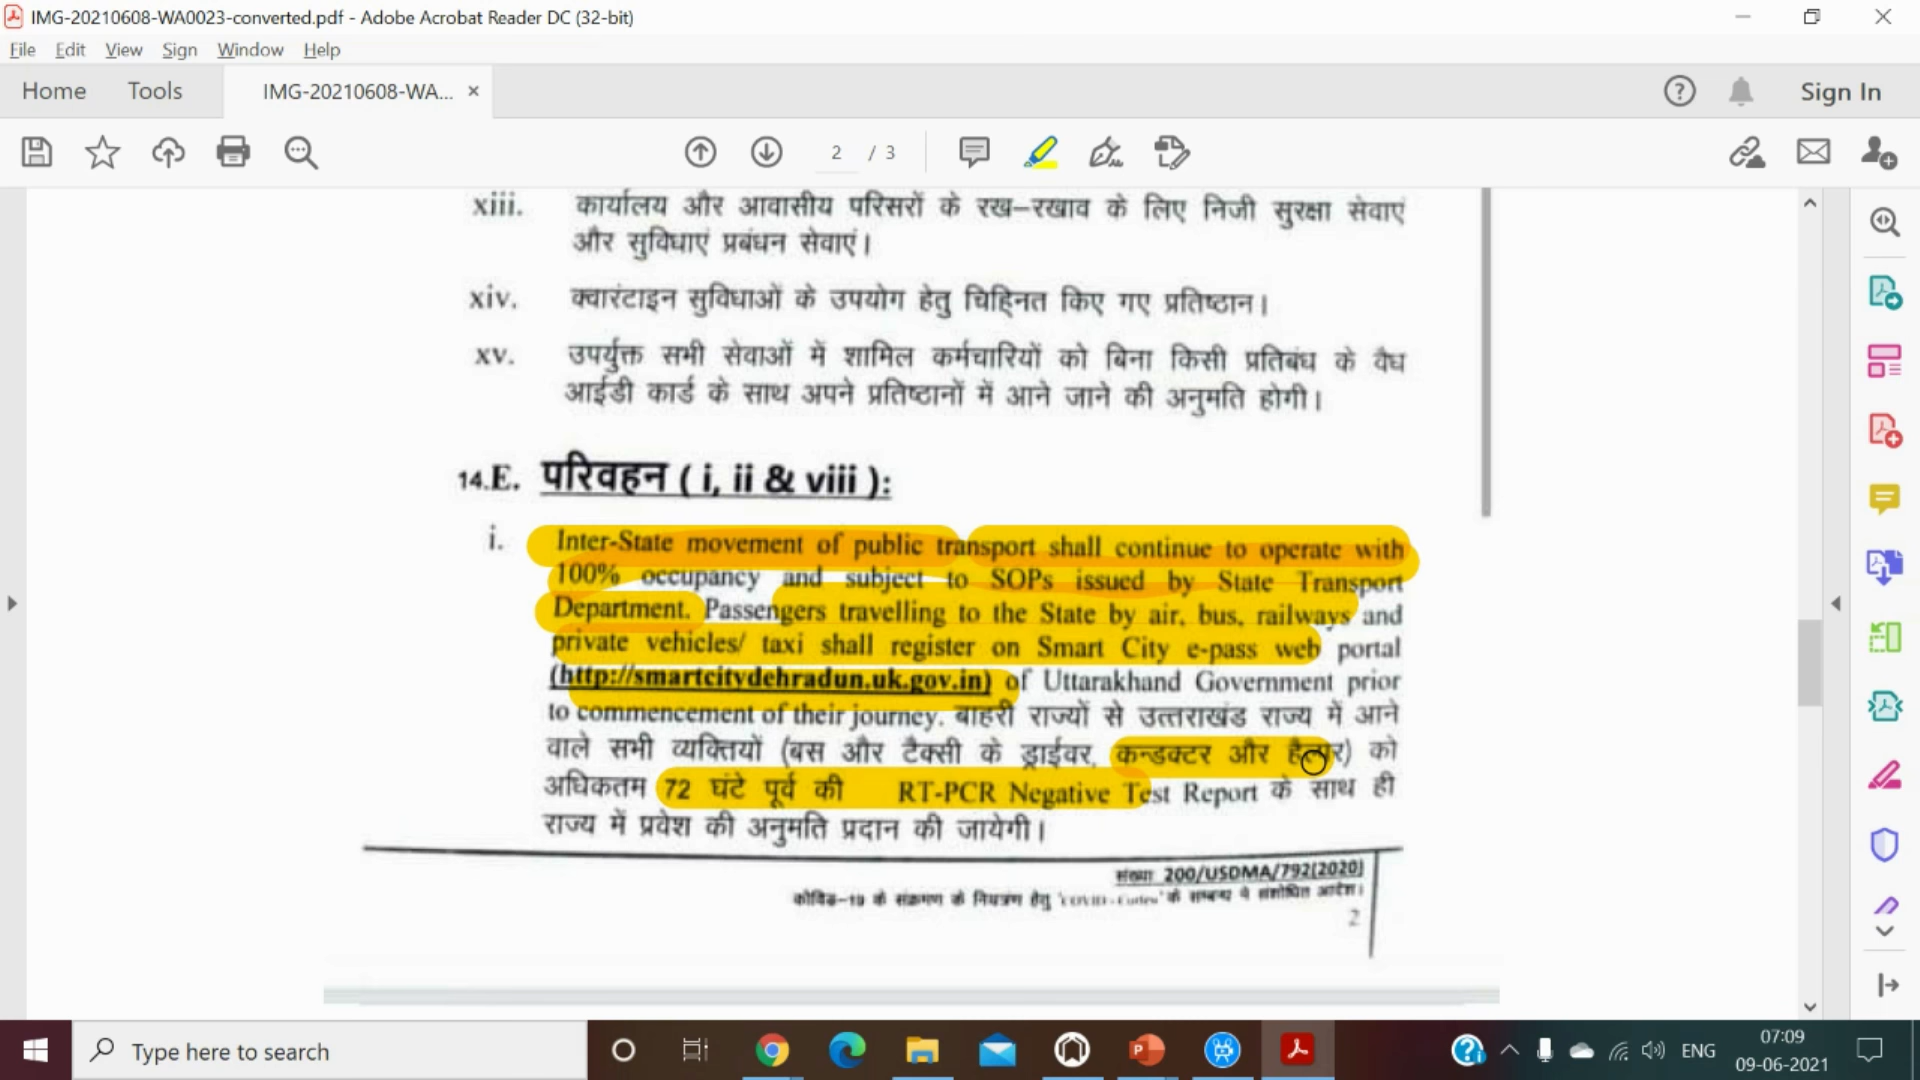 IMG-20210608-WA0023-converted.pdf - Adobe Acrobat Reader DC (32-bit)
File Edit View Sign Window Help
Home Tools IMG-20210608-WA... × Sign In
2 / 3
xiii. कार्यालय और आवासीय परिसरों के रख–रखाव के लिए निजी सुरक्षा सेवाएं
और सुविधाएं प्रबंधन सेवाएं।
xiv. क्वारंटाइन सुविधाओं के उपयोग हेतु चिह्नित किए गए प्रतिष्ठान।
xv. उपर्युक्त सभी सेवाओं में शामिल कर्मचारियों को बिना किसी प्रतिबंध के वैध
आईडी कार्ड के साथ अपने प्रतिष्ठानों में आने जाने की अनुमति होगी।
14.E. परिवहन ( i, ii & viii ):
i. Inter-State movement of public transport shall continue to operate with
100% occupancy and subject to SOPs issued by State Transport
Department. Passengers travelling to the State by air, bus, railways and
private vehicles/ taxi shall register on Smart City e-pass web portal
(http://smartcitydehradun.uk.gov.in) of Uttarakhand Government prior
to commencement of their journey. बाहरी राज्यों से उत्तराखंड राज्य में आने
वाले सभी व्यक्तियों (बस और टैक्सी के ड्राईवर, कन्डक्टर और हैल्पर) को
अधिकतम 72 घंटे पूर्व की RT-PCR Negative Test Report के साथ ही
राज्य में प्रवेश की अनुमति प्रदान की जायेगी।
संख्या 200/USDMA/792(2020)
कोविड–19 के संक्रमण के नियंत्रण हेतु के सम्बन्ध में संशोधित आदेश।
2
Type here to search
ENG
07:09
09-06-2021